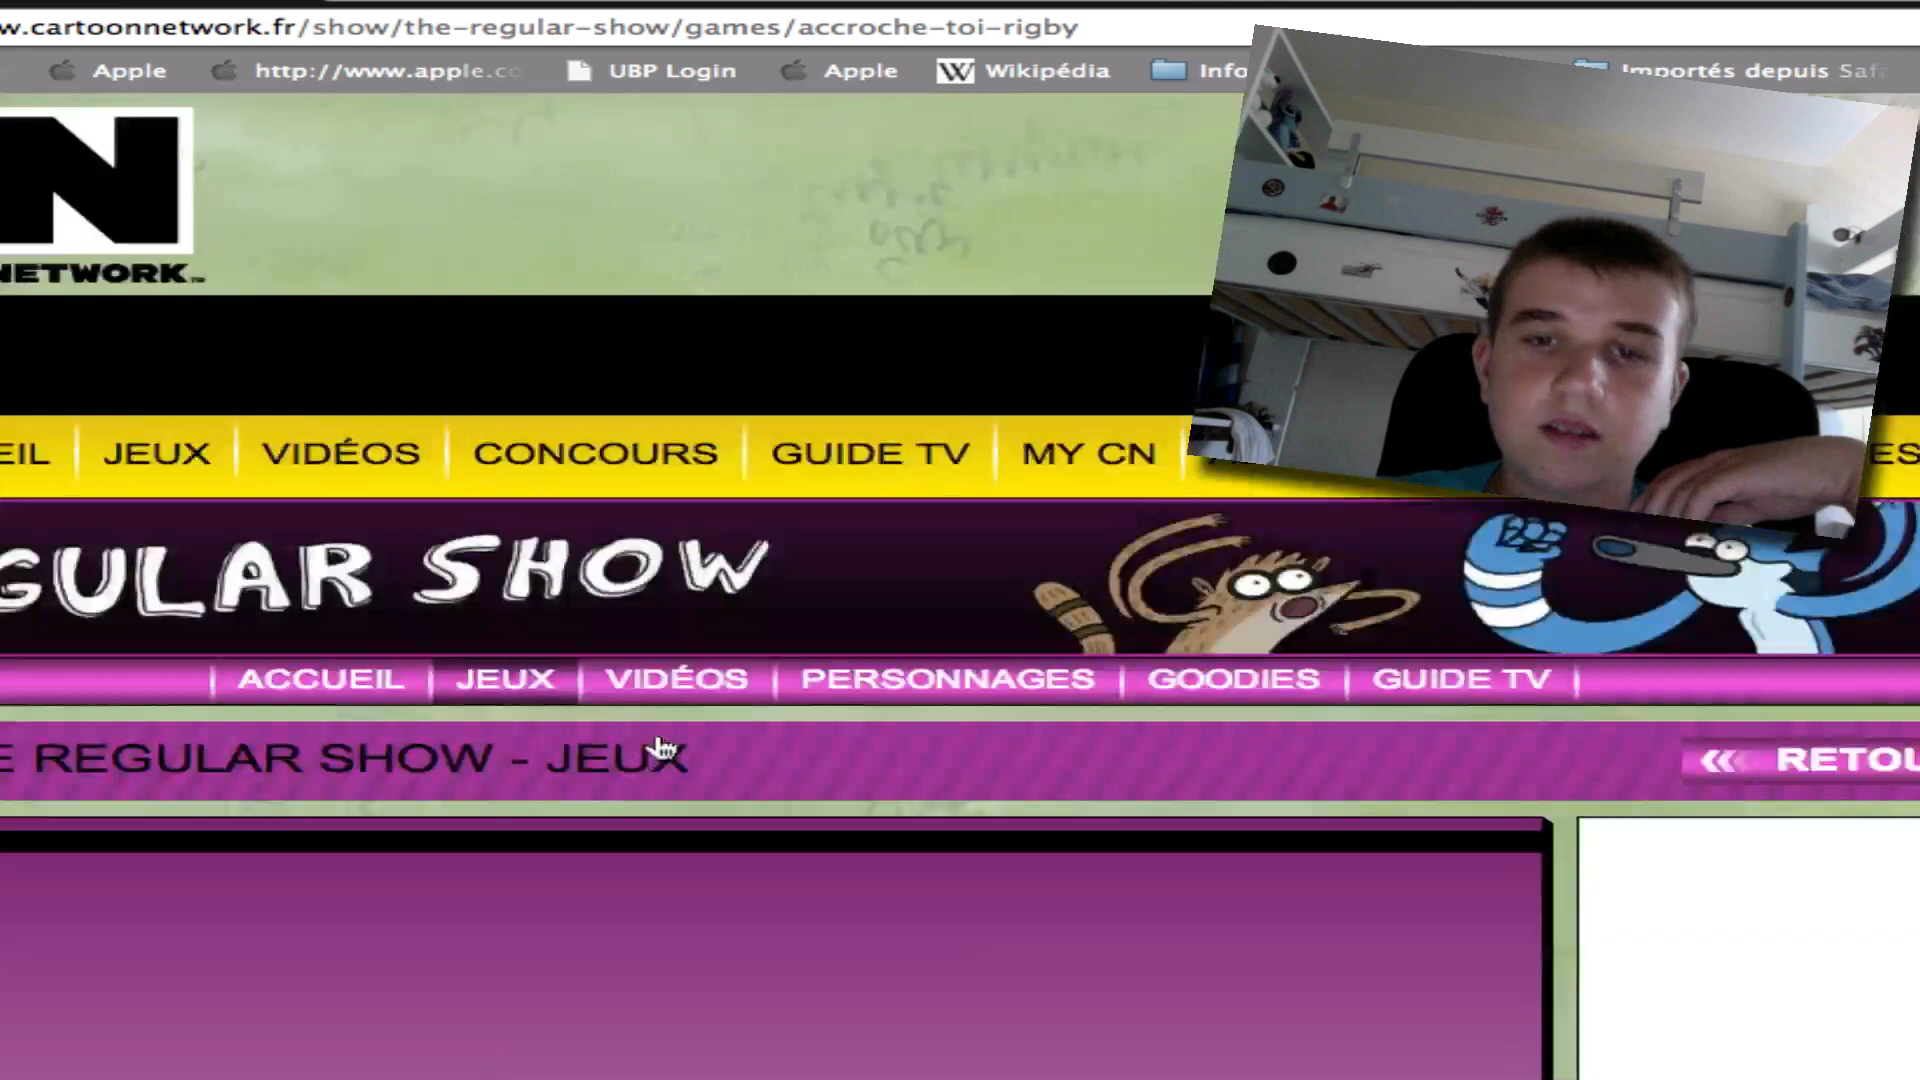 w.cartoonnetwork.fr/show/the-regular-show/games/accroche-toi-rigby
Apple http://www.apple.co UBP Login Apple Wikipédia Info Importés depuis Safa
N
NETWORK™
EIL JEUX VIDÉOS CONCOURS GUIDE TV MY CN ES
GULAR SHOW
ACCUEIL JEUX VIDÉOS PERSONNAGES GOODIES GUIDE TV
E REGULAR SHOW - JEUX
« RETOU